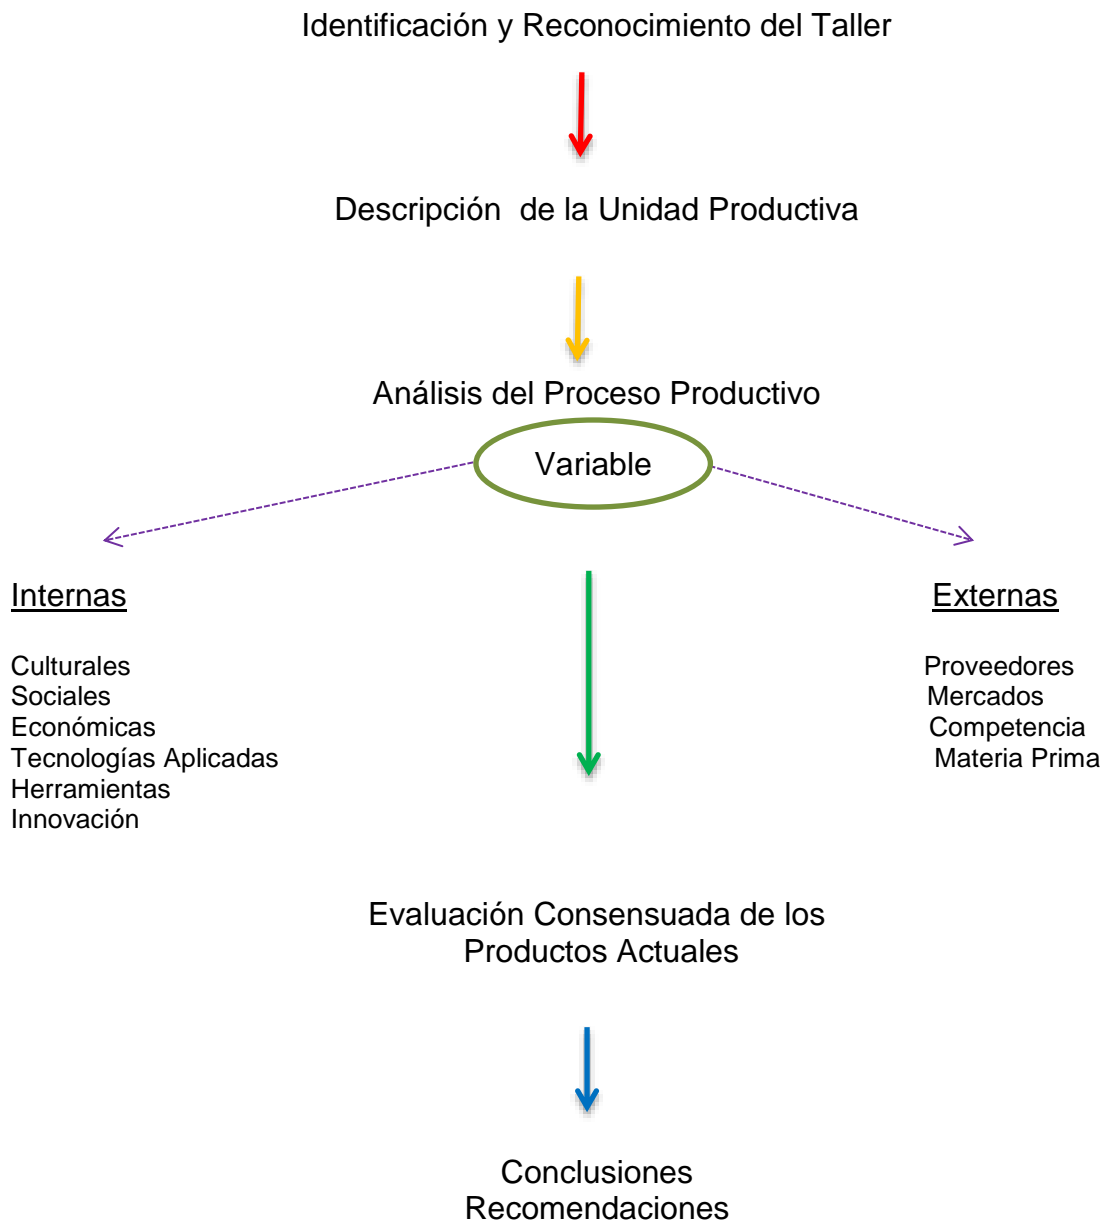 Identificación y Reconocimiento del Taller
Descripción  de la Unidad Productiva
Análisis del Proceso Productivo
Variable
Internas
Culturales
Sociales
Económicas
Tecnologías Aplicadas
Herramientas
Innovación
Externas
Proveedores
Mercados
Competencia
Materia Prima
Evaluación Consensuada de los
Productos Actuales
Conclusiones
Recomendaciones